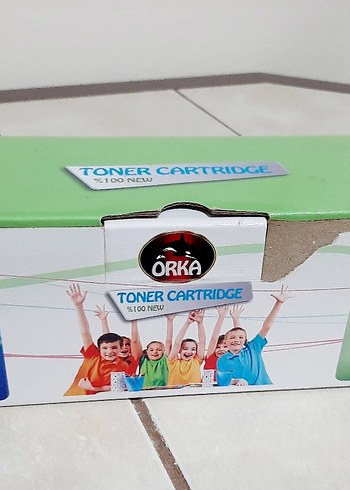 TONER CARTRIDGE
%100 NEW
ORKA
TONER CARTRIDGE
%100 NEW